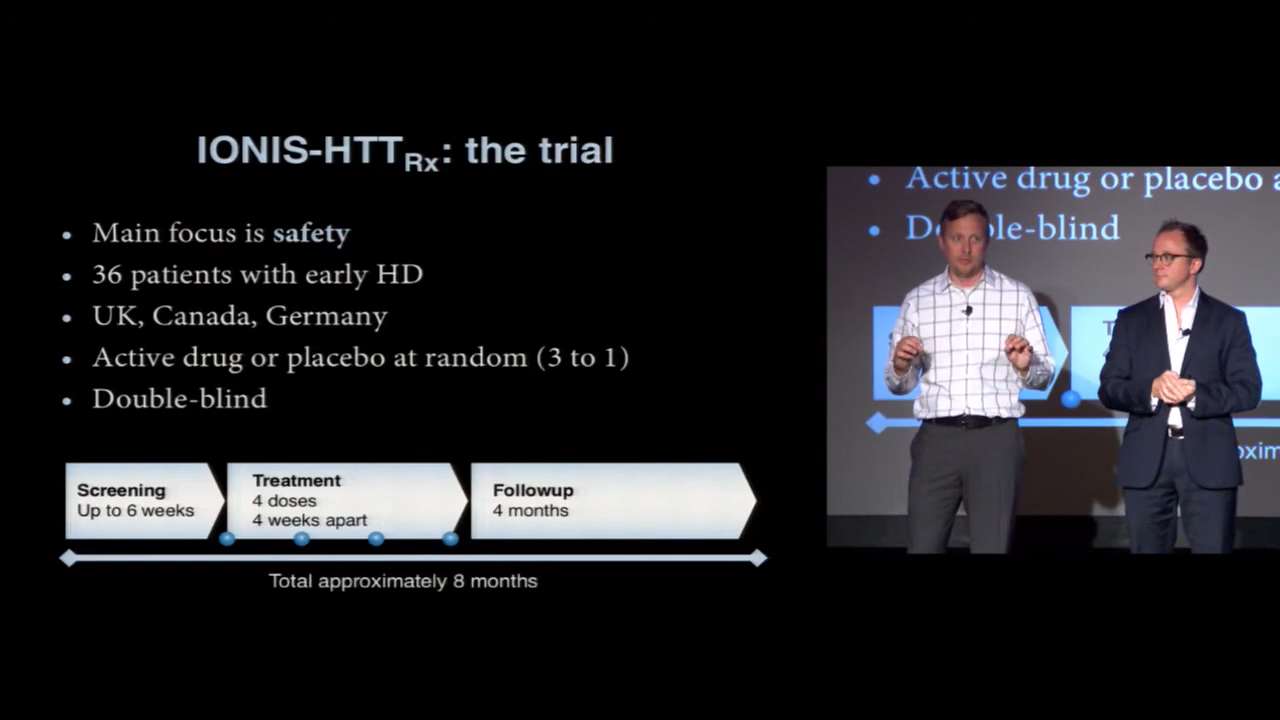 IONIS-HTTRx: the trial
• Main focus is safety
• 36 patients with early HD
• UK, Canada, Germany
• Active drug or placebo at random (3 to 1)
• Double-blind
Screening
Up to 6 weeks
Treatment
4 doses
4 weeks apart
Followup
4 months
Total approximately 8 months
• Active drug or placebo
• Double-blind